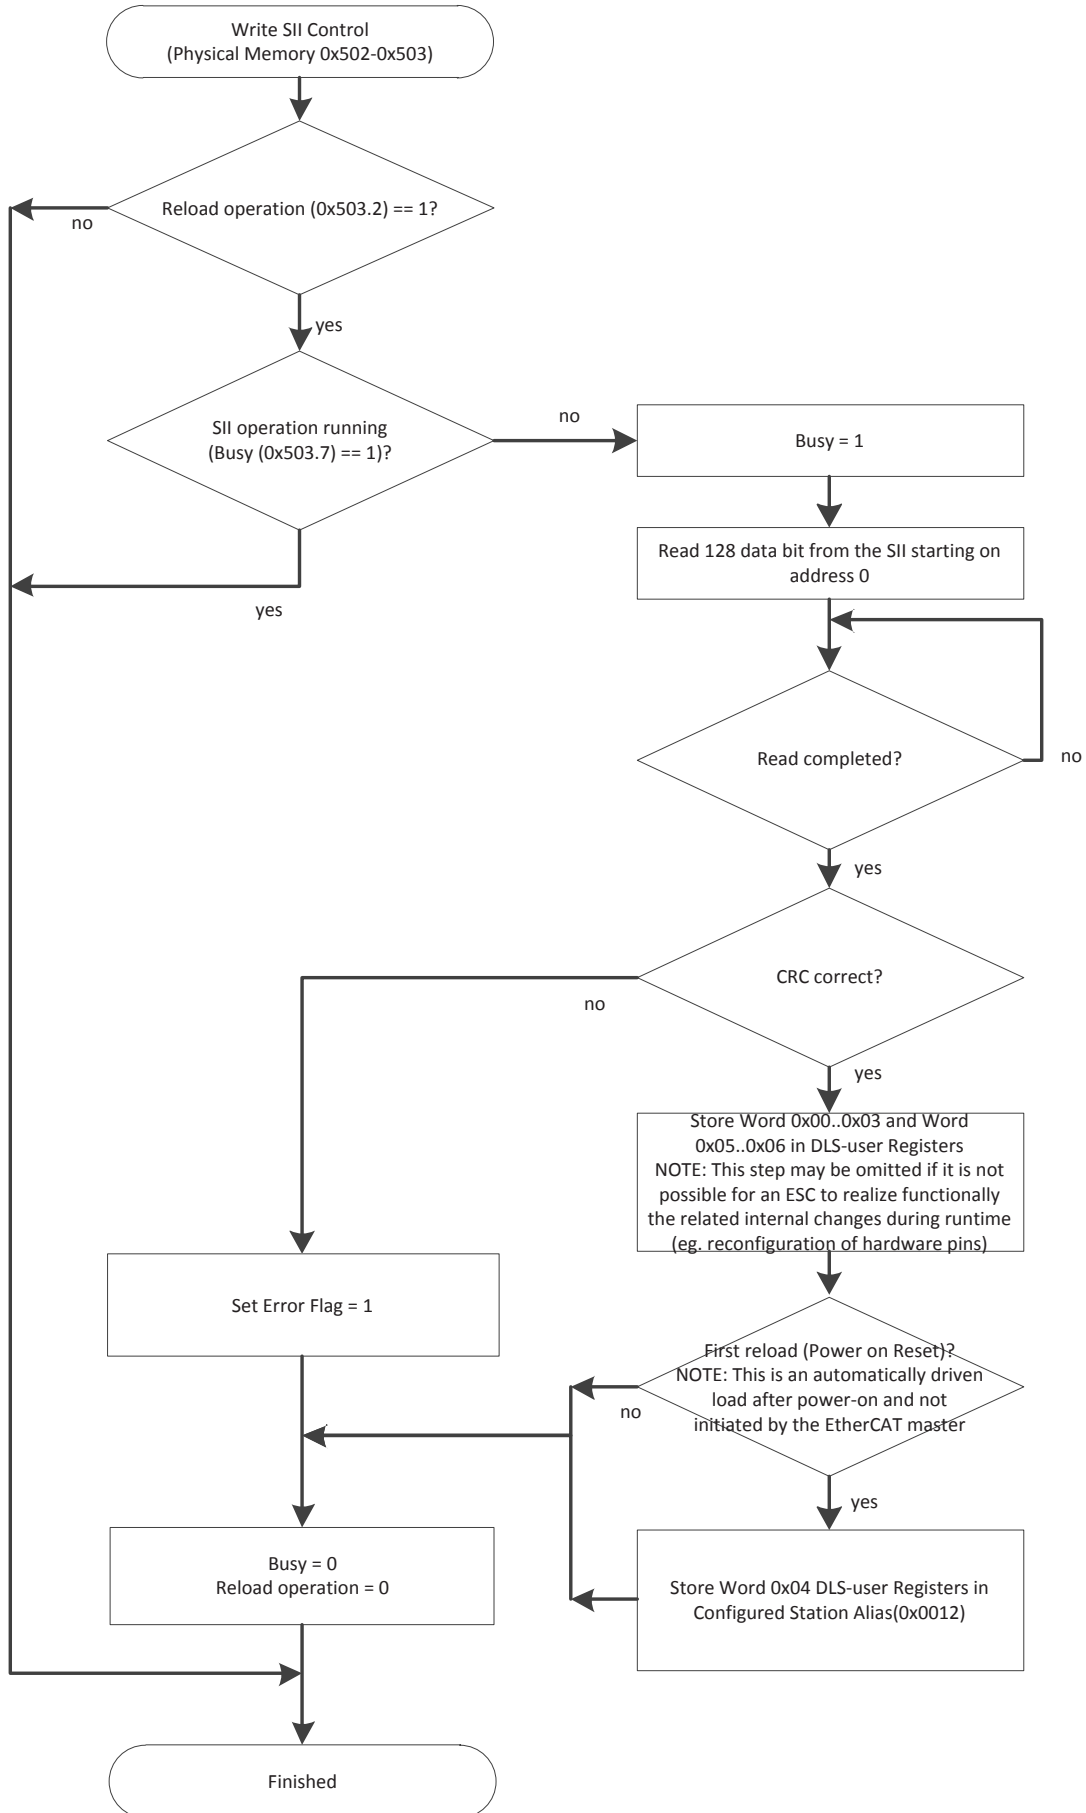 Write SII Control
(Physical Memory 0x502-0x503)
Reload operation (0x503.2) == 1?
no
yes
SII operation running
(Busy (0x503.7) == 1)?
no
Busy = 1
yes
Read 128 data bit from the SII starting on
address 0
Read completed?
no
yes
CRC correct?
no
yes
Store Word 0x00..0x03 and Word
0x05..0x06 in DLS-user Registers
NOTE: This step may be omitted if it is not
possible for an ESC to realize functionally
the related internal changes during runtime
(eg. reconfiguration of hardware pins)
Set Error Flag = 1
First reload (Power on Reset)?
NOTE: This is an automatically driven
load after power-on and not
initiated by the EtherCAT master
no
yes
Busy = 0
Reload operation = 0
Store Word 0x04 DLS-user Registers in
Configured Station Alias(0x0012)
Finished